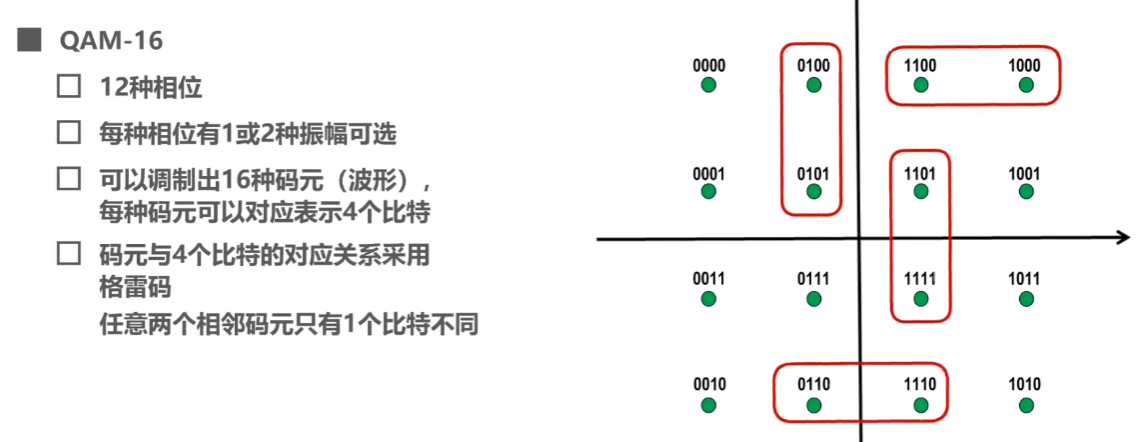 QAM-16
12种相位
每种相位有1或2种振幅可选
可以调制出16种码元（波形），
每种码元可以对应表示4个比特
码元与4个比特的对应关系采用
格雷码
任意两个相邻码元只有1个比特不同
0000 0100 1100 1000
0001 0101 1101 1001
0011 0111 1111 1011
0010 0110 1110 1010